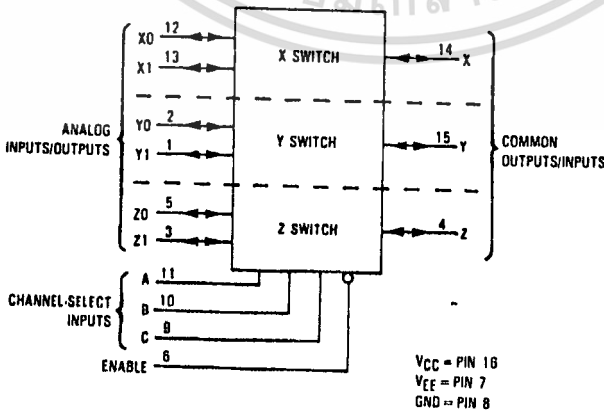 X0 12
X1 13
X SWITCH
14 X
ANALOG
INPUTS/OUTPUTS
Y0 2
Y1 1
Y SWITCH
15 Y
COMMON
OUTPUTS/INPUTS
Z0 5
Z1 3
Z SWITCH
4 Z
CHANNEL-SELECT
INPUTS
A 11
B 10
C 9
ENABLE 6
VCC = PIN 16
VEE = PIN 7
GND = PIN 8